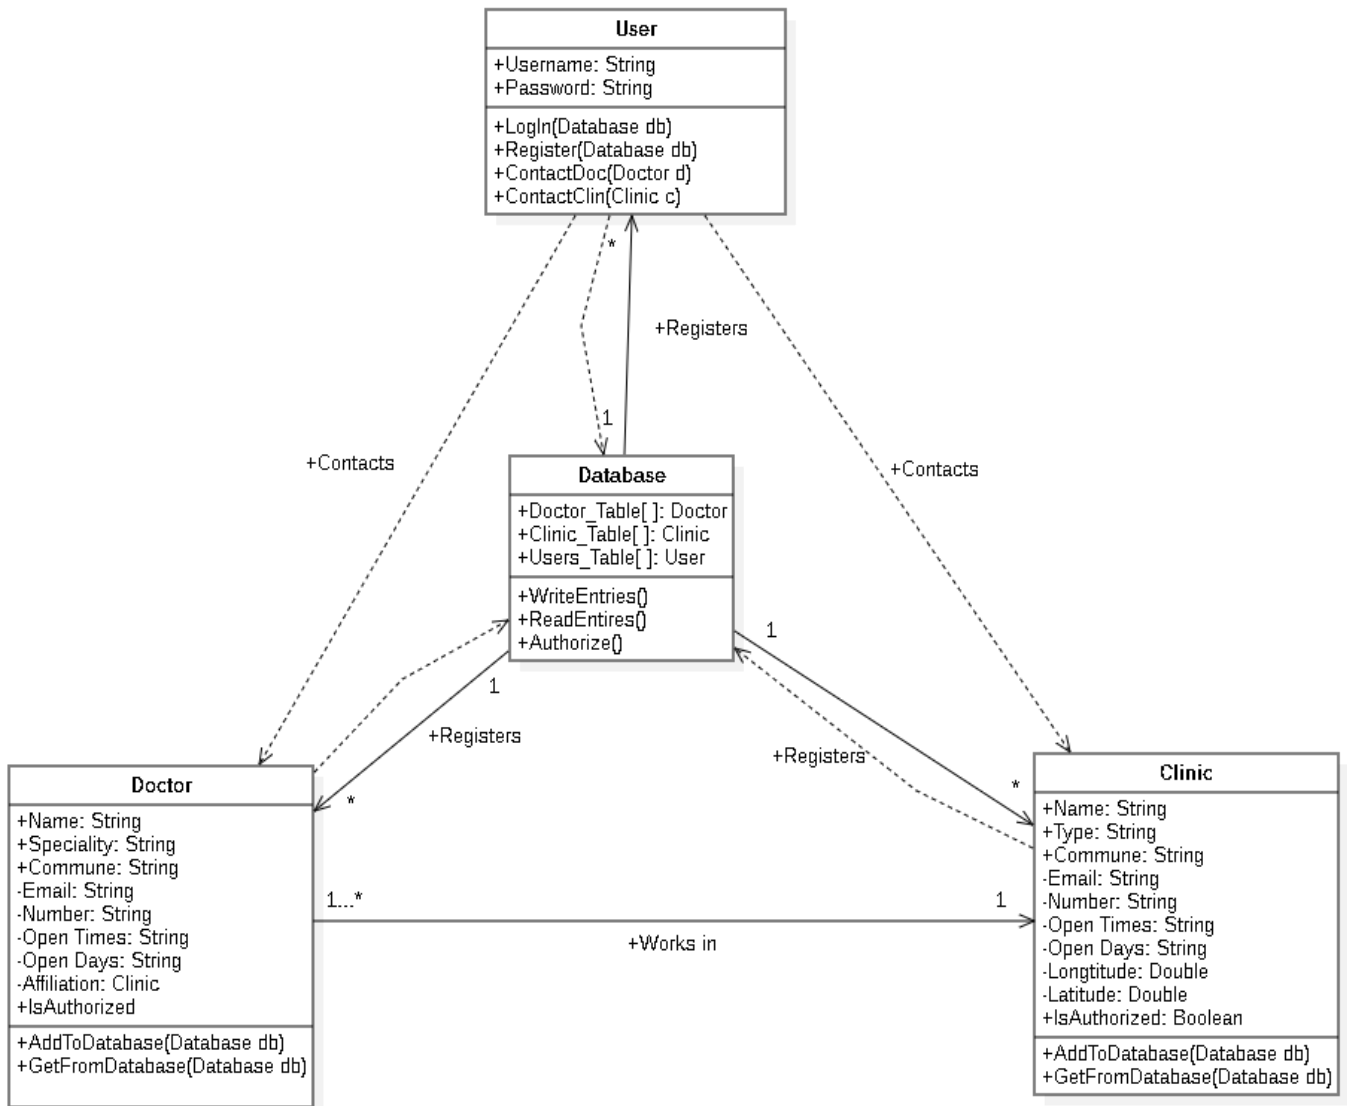 User
+Username: String
+Password: String
+LogIn(Database db)
+Register(Database db)
+ContactDoc(Doctor d)
+ContactClin(Clinic c)
*
+Registers
1
+Contacts
+Contacts
Database
+Doctor_Table[ ]: Doctor
+Clinic_Table[ ]: Clinic
+Users_Table[ ]: User
+WriteEntries()
+ReadEntires()
+Authorize()
1
1
+Registers
+Registers
*
*
Doctor
+Name: String
+Speciality: String
+Commune: String
-Email: String
-Number: String
-Open Times: String
-Open Days: String
-Affiliation: Clinic
+IsAuthorized
+AddToDatabase(Database db)
+GetFromDatabase(Database db)
1...*
1
+Works in
Clinic
+Name: String
+Type: String
+Commune: String
-Email: String
-Number: String
-Open Times: String
-Open Days: String
-Longtitude: Double
-Latitude: Double
+IsAuthorized: Boolean
+AddToDatabase(Database db)
+GetFromDatabase(Database db)